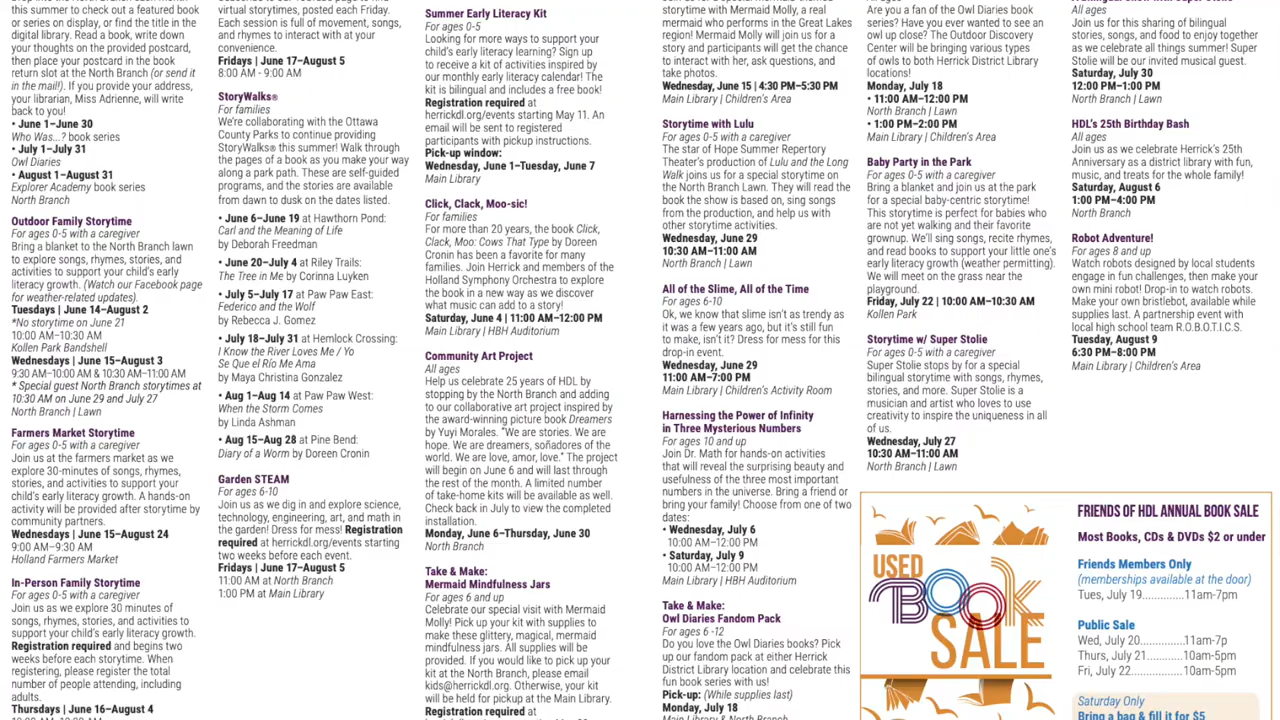 this summer to check out a featured book
or series on display, or find the title in the
digital library. Read a book, write down
your thoughts on the provided postcard,
then place your postcard in the book
return slot at the North Branch (or send it
in the mail!). If you provide your address,
your librarian, Miss Adrienne, will write
back to you!
• June 1–June 30
Who Was...? book series
• July 1–July 31
Owl Diaries
• August 1–August 31
Explorer Academy book series
North Branch
Outdoor Family Storytime
For ages 0-5 with a caregiver
Bring a blanket to the North Branch lawn
to explore songs, rhymes, stories, and
activities to support your child's early
literacy growth. (Watch our Facebook page
for weather-related updates).
Tuesdays | June 14–August 2
*No storytime on June 21
10:00 AM–10:30 AM
Kollen Park Bandshell
Wednesdays | June 15–August 3
9:30 AM–10:00 AM & 10:30 AM–11:00 AM
* Special guest North Branch storytimes at
10:30 AM on June 29 and July 27
North Branch | Lawn
Farmers Market Storytime
For ages 0-5 with a caregiver
Join us at the farmers market as we
explore 30-minutes of songs, rhymes,
stories, and activities to support your
child's early literacy growth. A hands-on
activity will be provided after storytime by
community partners.
Wednesdays | June 15–August 24
9:00 AM–9:30 AM
Holland Farmers Market
In-Person Family Storytime
For ages 0-5 with a caregiver
Join us as we explore 30 minutes of
songs, rhymes, stories, and activities to
support your child's early literacy growth.
Registration required and begins two
weeks before each storytime. When
registering, please register the total
number of people attending, including
adults.
Thursdays | June 16–August 4
virtual storytimes, posted each Friday.
Each session is full of movement, songs,
and rhymes to interact with at your
convenience.
Fridays | June 17–August 5
8:00 AM - 9:00 AM
StoryWalks®
For families
We're collaborating with the Ottawa
County Parks to continue providing
StoryWalks® this summer! Walk through
the pages of a book as you make your way
along a park path. These are self-guided
programs, and the stories are available
from dawn to dusk on the dates listed.
• June 6–June 19 at Hawthorn Pond:
Carl and the Meaning of Life
by Deborah Freedman
• June 20–July 4 at Riley Trails:
The Tree in Me by Corinna Luyken
• July 5–July 17 at Paw Paw East:
Federico and the Wolf
by Rebecca J. Gomez
• July 18–July 31 at Hemlock Crossing:
I Know the River Loves Me / Yo
Se Que el Río Me Ama
by Maya Christina Gonzalez
• Aug 1–Aug 14 at Paw Paw West:
When the Storm Comes
by Linda Ashman
• Aug 15–Aug 28 at Pine Bend:
Diary of a Worm by Doreen Cronin
Garden STEAM
For ages 6-10
Join us as we dig in and explore science,
technology, engineering, art, and math in
the garden! Dress for mess! Registration
required at herrickdl.org/events starting
two weeks before each event.
Fridays | June 17–August 5
11:00 AM at North Branch
1:00 PM at Main Library
Summer Early Literacy Kit
For ages 0-5
Looking for more ways to support your
child's early literacy learning? Sign up
to receive a kit of activities inspired by
our monthly early literacy calendar! The
kit is bilingual and includes a free book!
Registration required at
herrickdl.org/events starting May 11. An
email will be sent to registered
participants with pickup instructions.
Pick-up window:
Wednesday, June 1–Tuesday, June 7
Main Library
Click, Clack, Moo-sic!
For families
For more than 20 years, the book Click,
Clack, Moo: Cows That Type by Doreen
Cronin has been a favorite for many
families. Join Herrick and members of the
Holland Symphony Orchestra to explore
the book in a new way as we discover
what music can add to a story!
Saturday, June 4 | 11:00 AM–12:00 PM
Main Library | HBH Auditorium
Community Art Project
All ages
Help us celebrate 25 years of HDL by
stopping by the North Branch and adding
to our collaborative art project inspired by
the award-winning picture book Dreamers
by Yuyi Morales. "We are stories. We are
hope. We are dreamers, soñadores of the
world. We are love, amor, love." The project
will begin on June 6 and will last through
the rest of the month. A limited number
of take-home kits will be available as well.
Check back in July to view the completed
installation.
Monday, June 6–Thursday, June 30
North Branch
Take & Make:
Mermaid Mindfulness Jars
For ages 6 and up
Celebrate our special visit with Mermaid
Molly! Pick up your kit with supplies to
make these glittery, magical, mermaid
mindfulness jars. All supplies will be
provided. If you would like to pick up your
kit at the North Branch, please email
kids@herrickdl.org. Otherwise, your kit
will be held for pickup at the Main Library.
Registration required at
storytime with Mermaid Molly, a real
mermaid who performs in the Great Lakes
region! Mermaid Molly will join us for a
story and participants will get the chance
to interact with her, ask questions, and
take photos.
Wednesday, June 15 | 4:30 PM–5:30 PM
Main Library | Children's Area
Storytime with Lulu
For ages 0-5 with a caregiver
The star of Hope Summer Repertory
Theater's production of Lulu and the Long
Walk joins us for a special storytime on
the North Branch Lawn. They will read the
book the show is based on, sing songs
from the production, and help us with
other storytime activities.
Wednesday, June 29
10:30 AM–11:00 AM
North Branch | Lawn
All of the Slime, All of the Time
For ages 6-10
Ok, we know that slime isn't as trendy as
it was a few years ago, but it's still fun
to make, isn't it? Dress for mess for this
drop-in event.
Wednesday, June 29
11:00 AM–7:00 PM
Main Library | Children's Activity Room
Harnessing the Power of Infinity
in Three Mysterious Numbers
For ages 10 and up
Join Dr. Math for hands-on activities
that will reveal the surprising beauty and
usefulness of the three most important
numbers in the universe. Bring a friend or
bring your family! Choose from one of two
dates:
• Wednesday, July 6
10:00 AM–12:00 PM
• Saturday, July 9
10:00 AM–12:00 PM
Main Library | HBH Auditorium
Take & Make:
Owl Diaries Fandom Pack
For ages 6 -12
Do you love the Owl Diaries books? Pick
up our fandom pack at either Herrick
District Library location and celebrate this
fun book series with us!
Pick-up: (While supplies last)
Monday, July 18
Main Library & North Branch
Are you a fan of the Owl Diaries book
series? Have you ever wanted to see an
owl up close? The Outdoor Discovery
Center will be bringing various types
of owls to both Herrick District Library
locations!
Monday, July 18
• 11:00 AM–12:00 PM
North Branch | Lawn
• 1:00 PM–2:00 PM
Main Library | Children's Area
Baby Party in the Park
For ages 0-5 with a caregiver
Bring a blanket and join us at the park
for a special baby-centric storytime!
This storytime is perfect for babies who
are not yet walking and their favorite
grownup. We'll sing songs, recite rhymes,
and read books to support your little one's
early literacy growth (weather permitting).
We will meet on the grass near the
playground.
Friday, July 22 | 10:00 AM–10:30 AM
Kollen Park
Storytime w/ Super Stolie
For ages 0-5 with a caregiver
Super Stolie stops by for a special
bilingual storytime with songs, rhymes,
stories, and more. Super Stolie is a
musician and artist who loves to use
creativity to inspire the uniqueness in all
of us.
Wednesday, July 27
10:30 AM–11:00 AM
North Branch | Lawn
All ages
Join us for this sharing of bilingual
stories, songs, and food to enjoy together
as we celebrate all things summer! Super
Stolie will be our invited musical guest.
Saturday, July 30
12:00 PM–1:00 PM
North Branch | Lawn
HDL's 25th Birthday Bash
All ages
Join us as we celebrate Herrick's 25th
Anniversary as a district library with fun,
music, and treats for the whole family!
Saturday, August 6
1:00 PM–4:00 PM
North Branch
Robot Adventure!
For ages 8 and up
Watch robots designed by local students
engage in fun challenges, then make your
own mini robot! Drop-in to watch robots.
Make your own bristlebot, available while
supplies last. A partnership event with
local high school team R.O.B.O.T.I.C.S.
Tuesday, August 9
6:30 PM–8:00 PM
Main Library | Children's Area
USED
BOOK
SALE
FRIENDS OF HDL ANNUAL BOOK SALE
Most Books, CDs & DVDs $2 or under
Friends Members Only
(memberships available at the door)
Tues, July 19..............11am-7pm
Public Sale
Wed, July 20...............11am-7p
Thurs, July 21............10am-5pm
Fri, July 22.................10am-5pm
Saturday Only
Bring a bag & fill it for $5